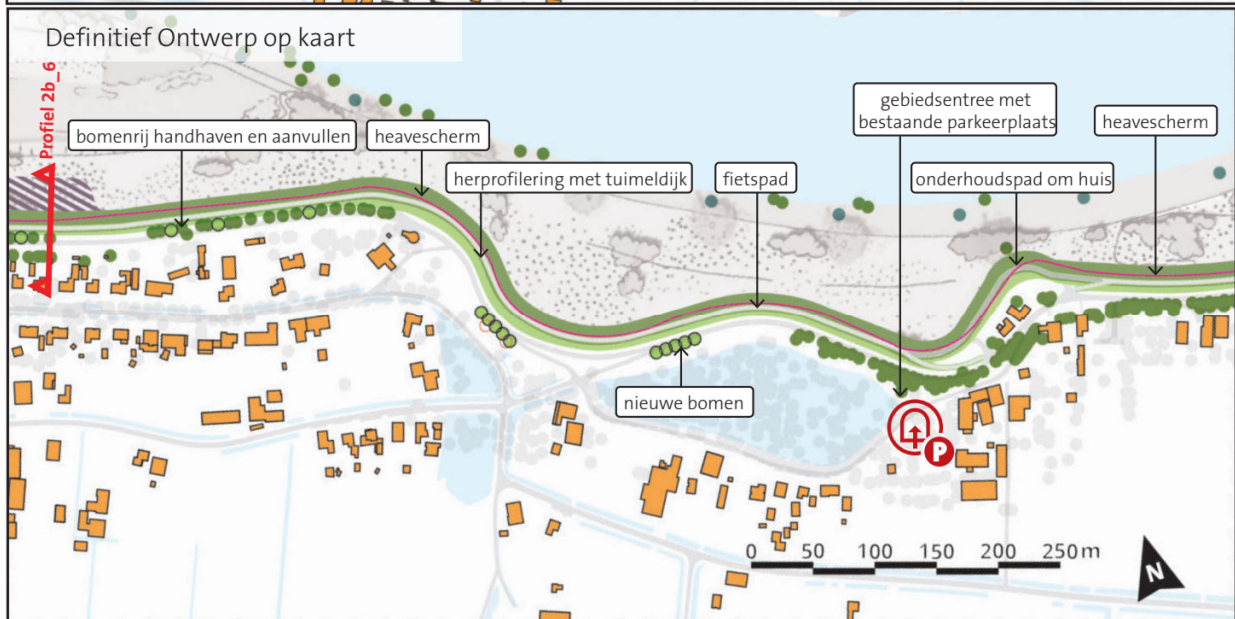 Definitief Ontwerp op kaart
Profiel 2b_6
bomenrij handhaven en aanvullen
heavescherm
gebiedsentree met
bestaande parkeerplaats
heavescherm
herprofilering met tuimeldijk
fietspad
onderhoudspad om huis
nieuwe bomen
P
0 50 100 150 200 250 m
N